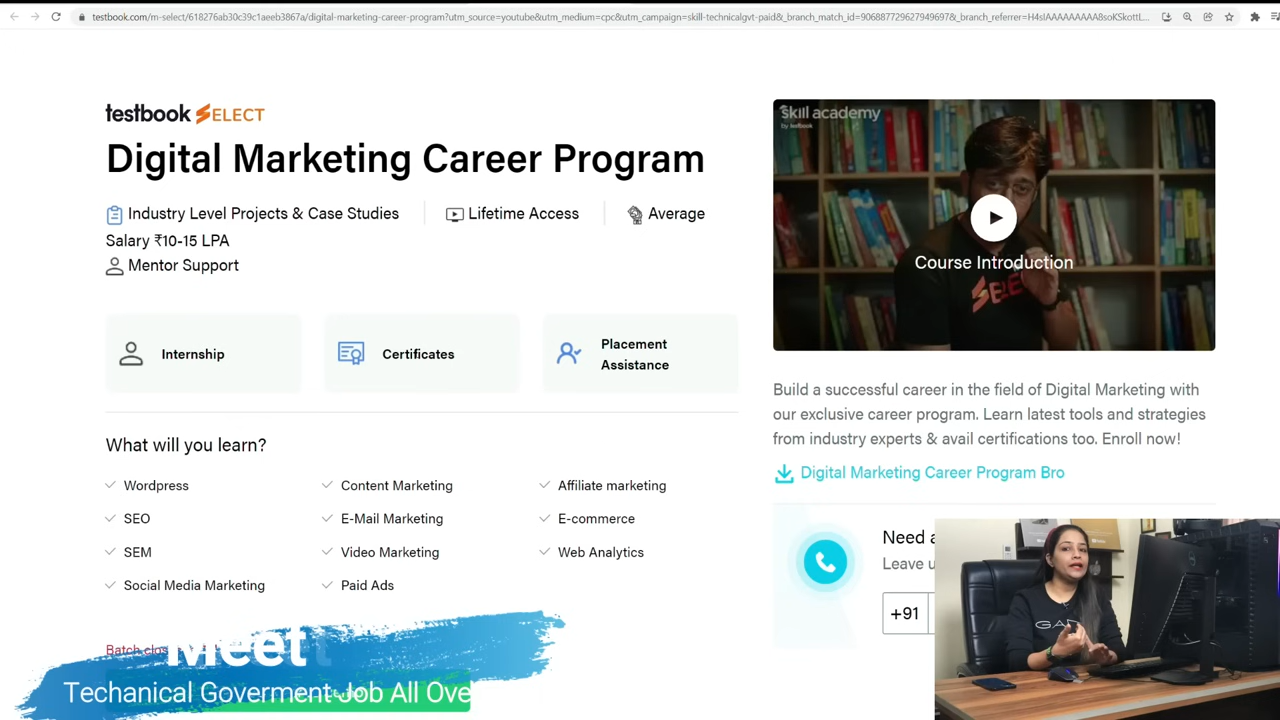 testbook.com/m-select/618276ab30c39c1aeeb3867a/digital-marketing-career-program?utm_source=youtube&utm_medium=cpc&utm_campaign=skill-technicalgvt-paid&_branch_match_id=906887729627949697&_branch_referrer=H4sIAAAAAAAAA8soKSkottL...
testbook SELECT
Digital Marketing Career Program
Industry Level Projects & Case Studies
Lifetime Access
Average
Salary ₹10-15 LPA
Mentor Support
Internship
Certificates
Placement
Assistance
What will you learn?
Wordpress
Content Marketing
Affiliate marketing
SEO
E-Mail Marketing
E-commerce
SEM
Video Marketing
Web Analytics
Social Media Marketing
Paid Ads
Batch clos
Meet
Techanical Goverment Job All Ove
skill academy
by testbook
Course Introduction
Build a successful career in the field of Digital Marketing with
our exclusive career program. Learn latest tools and strategies
from industry experts & avail certifications too. Enroll now!
Digital Marketing Career Program Bro
Need a
Leave u
+91